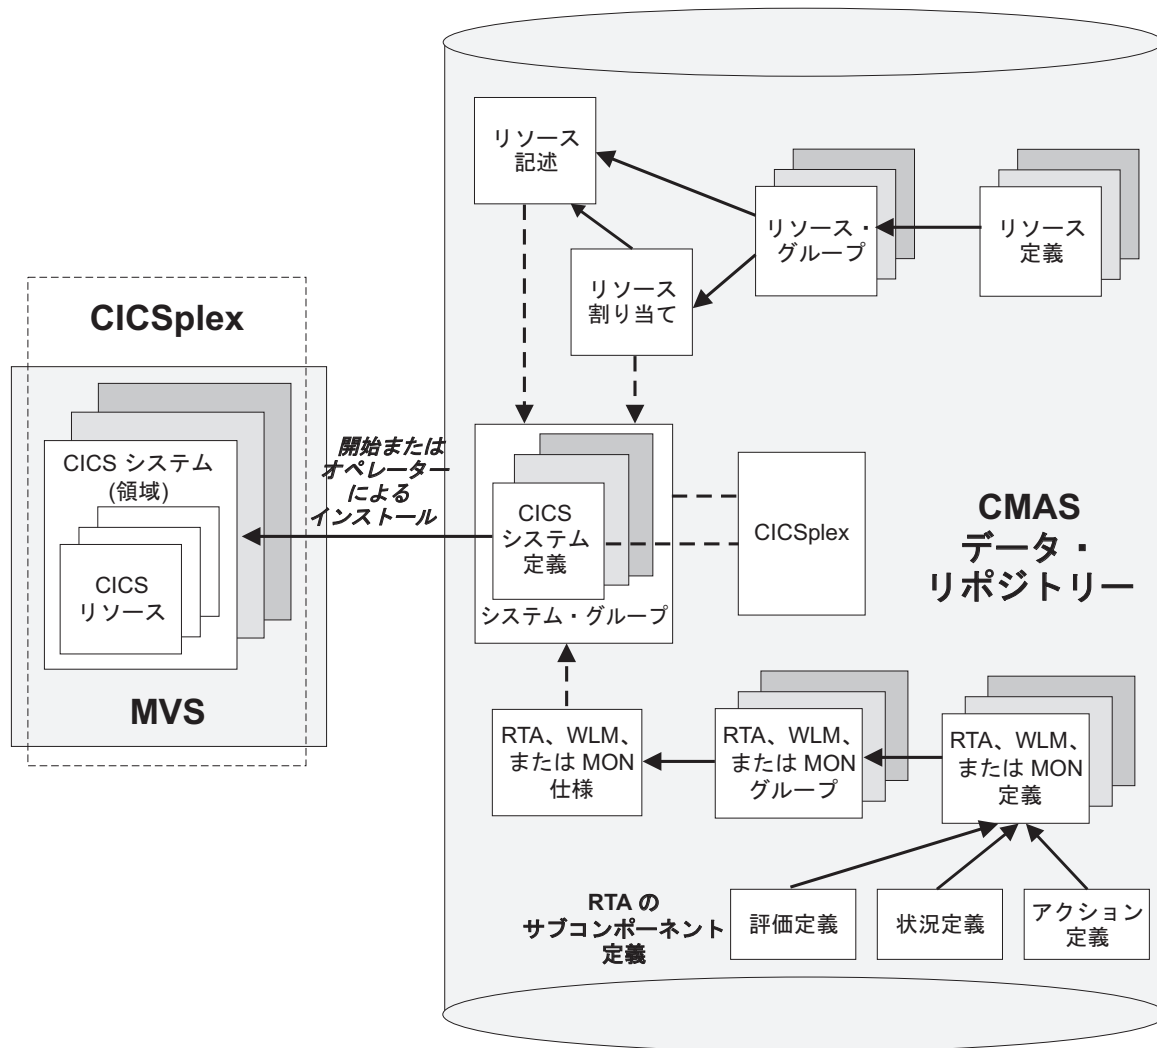 リソース
記述
リソース・
グループ
リソース
定義
リソース
割り当て
CICSplex
CICS システム
(領域)
CICS
リソース
MVS
開始または
オペレーター
による
インストール
CICS
システム
定義
システム・グループ
CICSplex
CMAS
データ・
リポジトリー
RTA、WLM、
または MON
仕様
RTA、WLM、
または MON
グループ
RTA、WLM、
または MON
定義
RTA の
サブコンポーネント
定義
評価定義
状況定義
アクション
定義